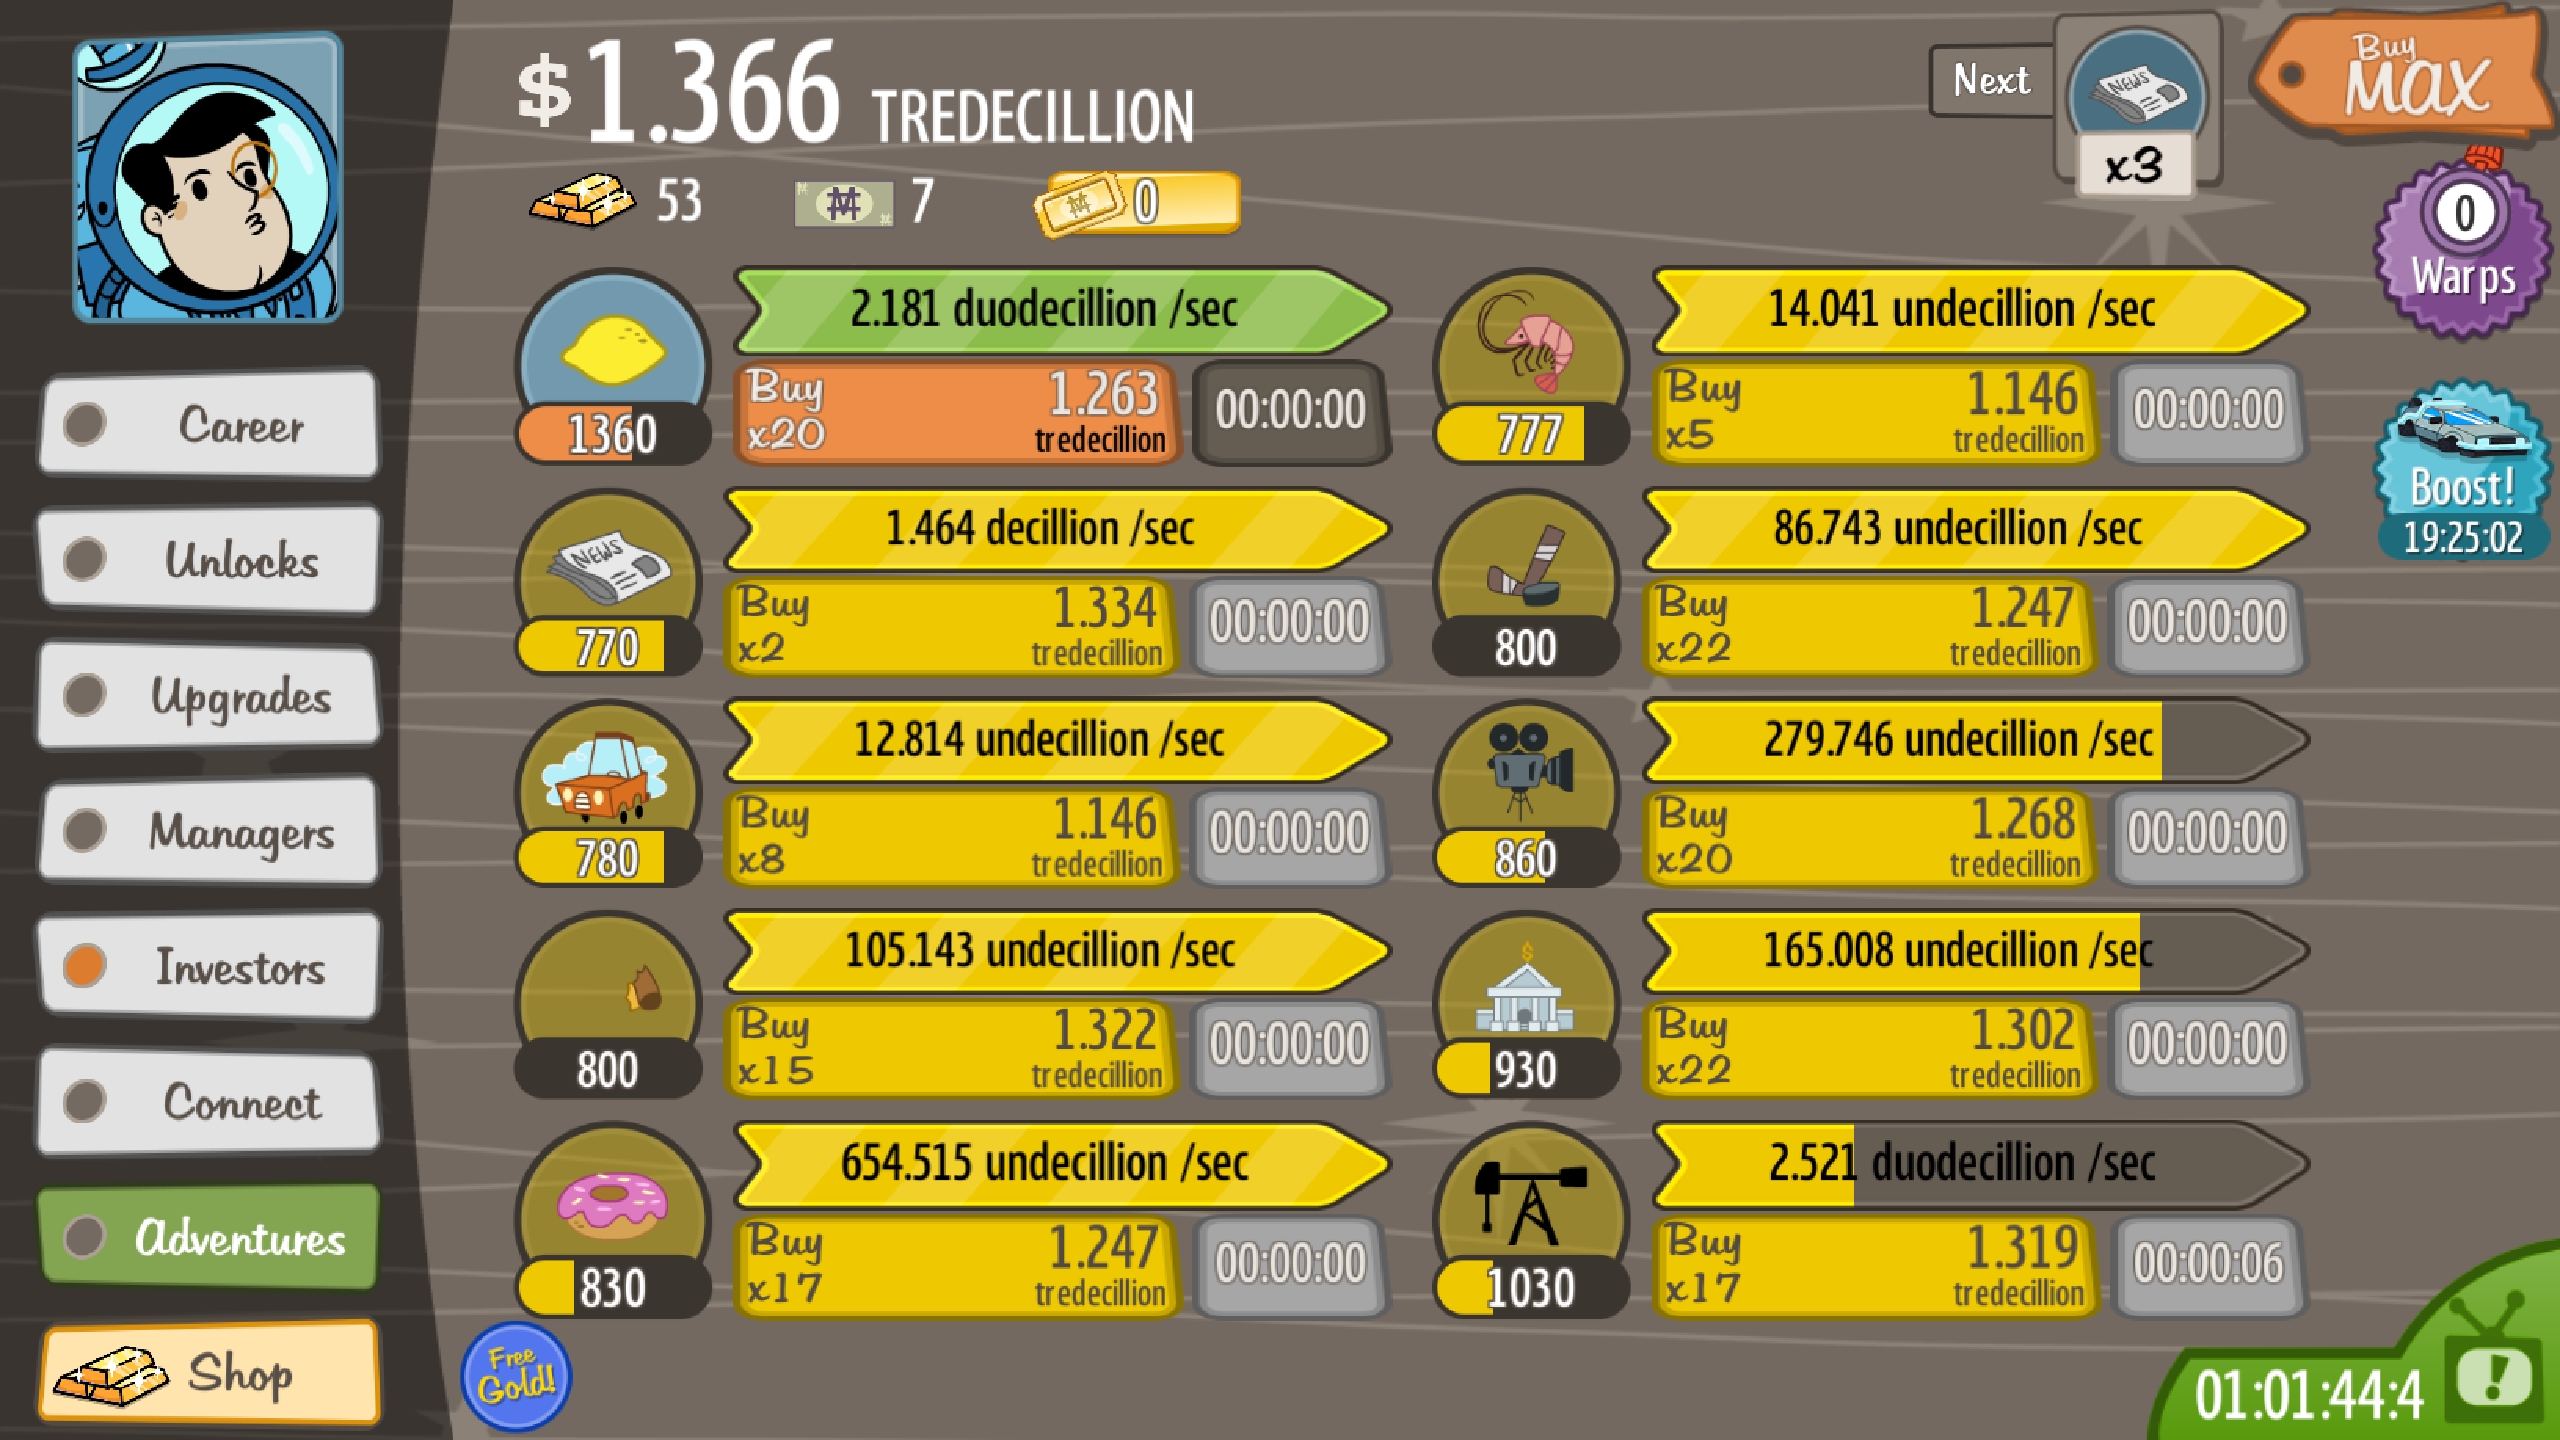 $1.366 TREDECILLION
53
7
0
Next
NEWS
x3
Buy
MAX
0
Warps
Boost!
19:25:02
Career
Unlocks
Upgrades
Managers
Investors
Connect
Adventures
Shop
2.181 duodecillion /sec
Buy
x20
1.263
tredecillion
00:00:00
1360
14.041 undecillion /sec
Buy
x5
1.146
tredecillion
00:00:00
777
NEWS
1.464 decillion /sec
Buy
x2
1.334
tredecillion
00:00:00
770
86.743 undecillion /sec
Buy
x22
1.247
tredecillion
00:00:00
800
12.814 undecillion /sec
Buy
x8
1.146
tredecillion
00:00:00
780
279.746 undecillion /sec
Buy
x20
1.268
tredecillion
00:00:00
860
105.143 undecillion /sec
Buy
x15
1.322
tredecillion
00:00:00
800
$
165.008 undecillion /sec
Buy
x22
1.302
tredecillion
00:00:00
930
654.515 undecillion /sec
Buy
x17
1.247
tredecillion
00:00:00
830
2.521 duodecillion /sec
Buy
x17
1.319
tredecillion
00:00:06
1030
Free
Gold!
01:01:44:4
!